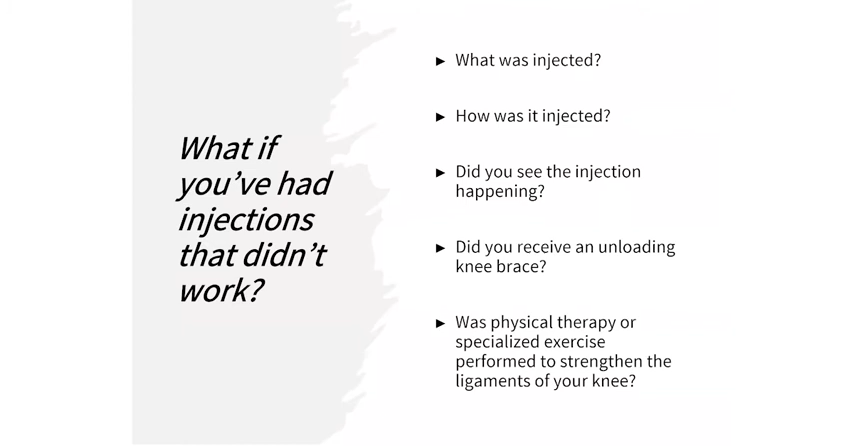 What if
you’ve had
injections
that didn’t
work?
► What was injected?
► How was it injected?
► Did you see the injection
happening?
► Did you receive an unloading
knee brace?
► Was physical therapy or
specialized exercise
performed to strengthen the
ligaments of your knee?